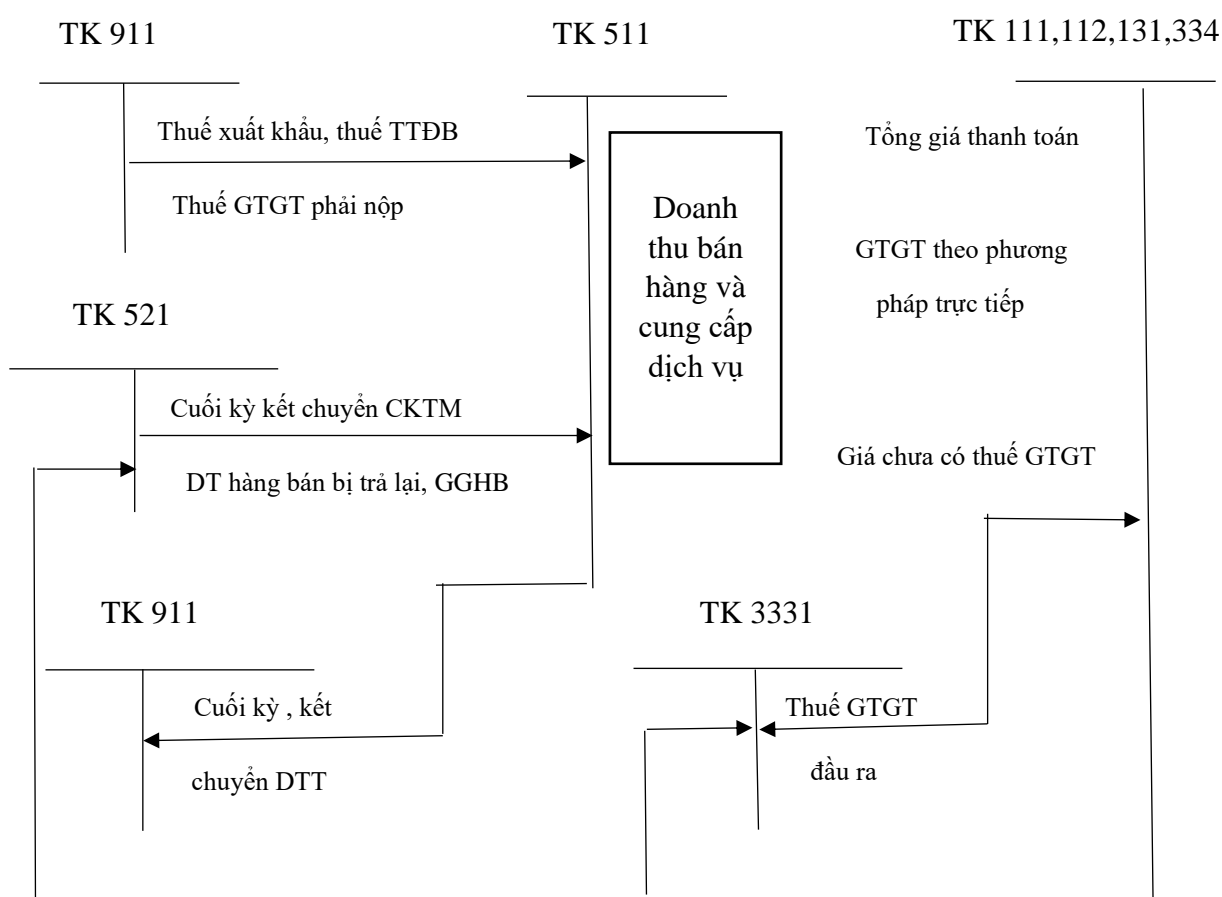 TK 911
TK 511
TK 111,112,131,334
Thuế xuất khẩu, thuế TTĐB
Thuế GTGT phải nộp
Tổng giá thanh toán
Doanh
thu bán
hàng và
cung cấp
dịch vụ
GTGT theo phương
pháp trực tiếp
TK 521
Cuối kỳ kết chuyển CKTM
DT hàng bán bị trả lại, GGHB
Giá chưa có thuế GTGT
TK 911
TK 3331
Cuối kỳ , kết
chuyển DTT
Thuế GTGT
đầu ra